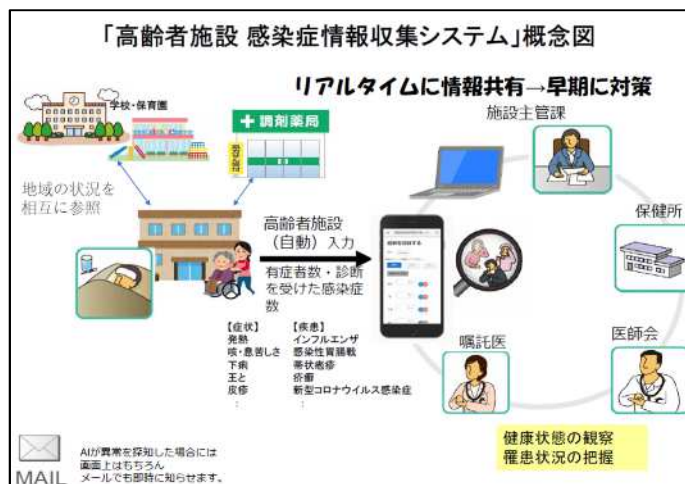 「高齢者施設 感染症情報収集システム」概念図
リアルタイムに情報共有→早期に対策
学校・保育園
調剤薬局
施設主管課
地域の状況を
相互に参照
高齢者施設
(自動)入力
有症者数・診断
を受けた感染症
数
保健所
【症状】 【疾患】
発熱 インフルエンザ
咳・息苦しさ 感染性胃腸戦
下痢 帯状疱疹
王と 疥癬
皮疹 新型コロナウイルス感染症
: :
嘱託医
医師会
健康状態の観察
罹患状況の把握
MAIL
AIが異常を探知した場合には
画面上はもちろん
メールでも即時に知らせます。